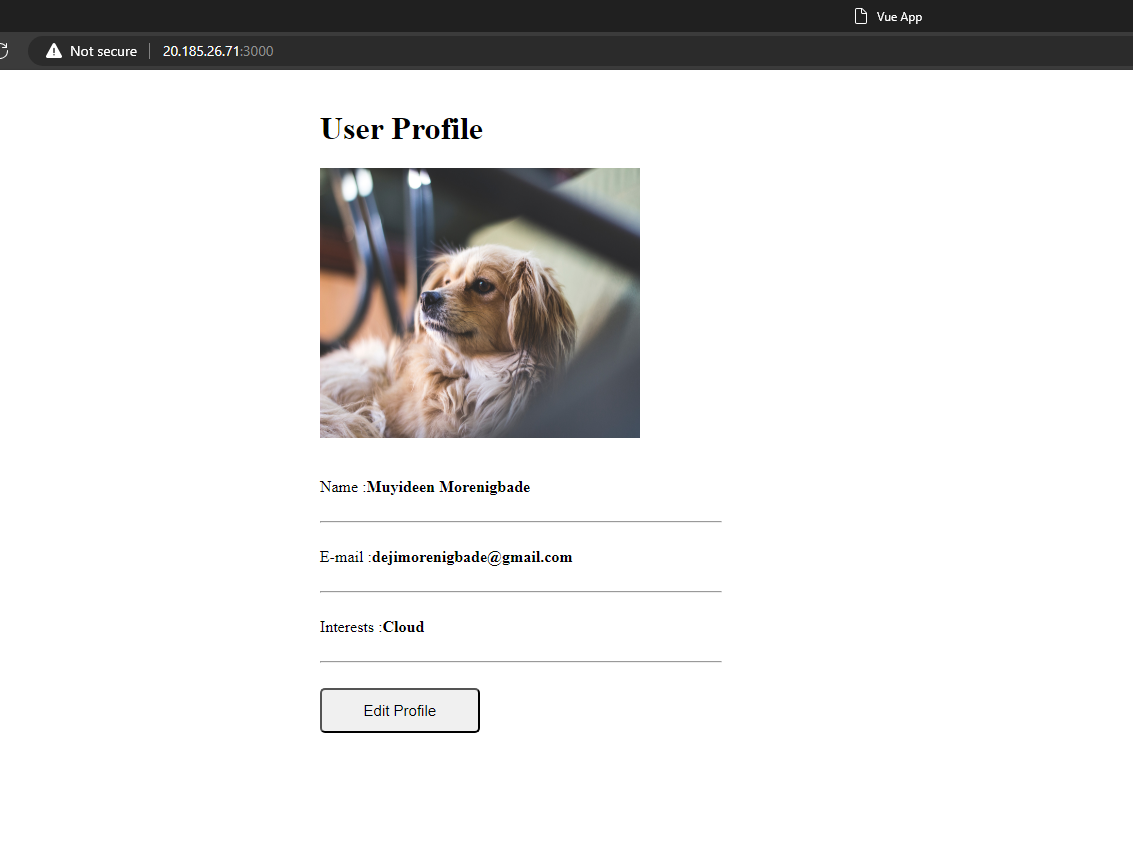 Vue App
Not secure 20.185.26.71:3000
User Profile
Name :Muyideen Morenigbade
E-mail :dejimorenigbade@gmail.com
Interests :Cloud
Edit Profile